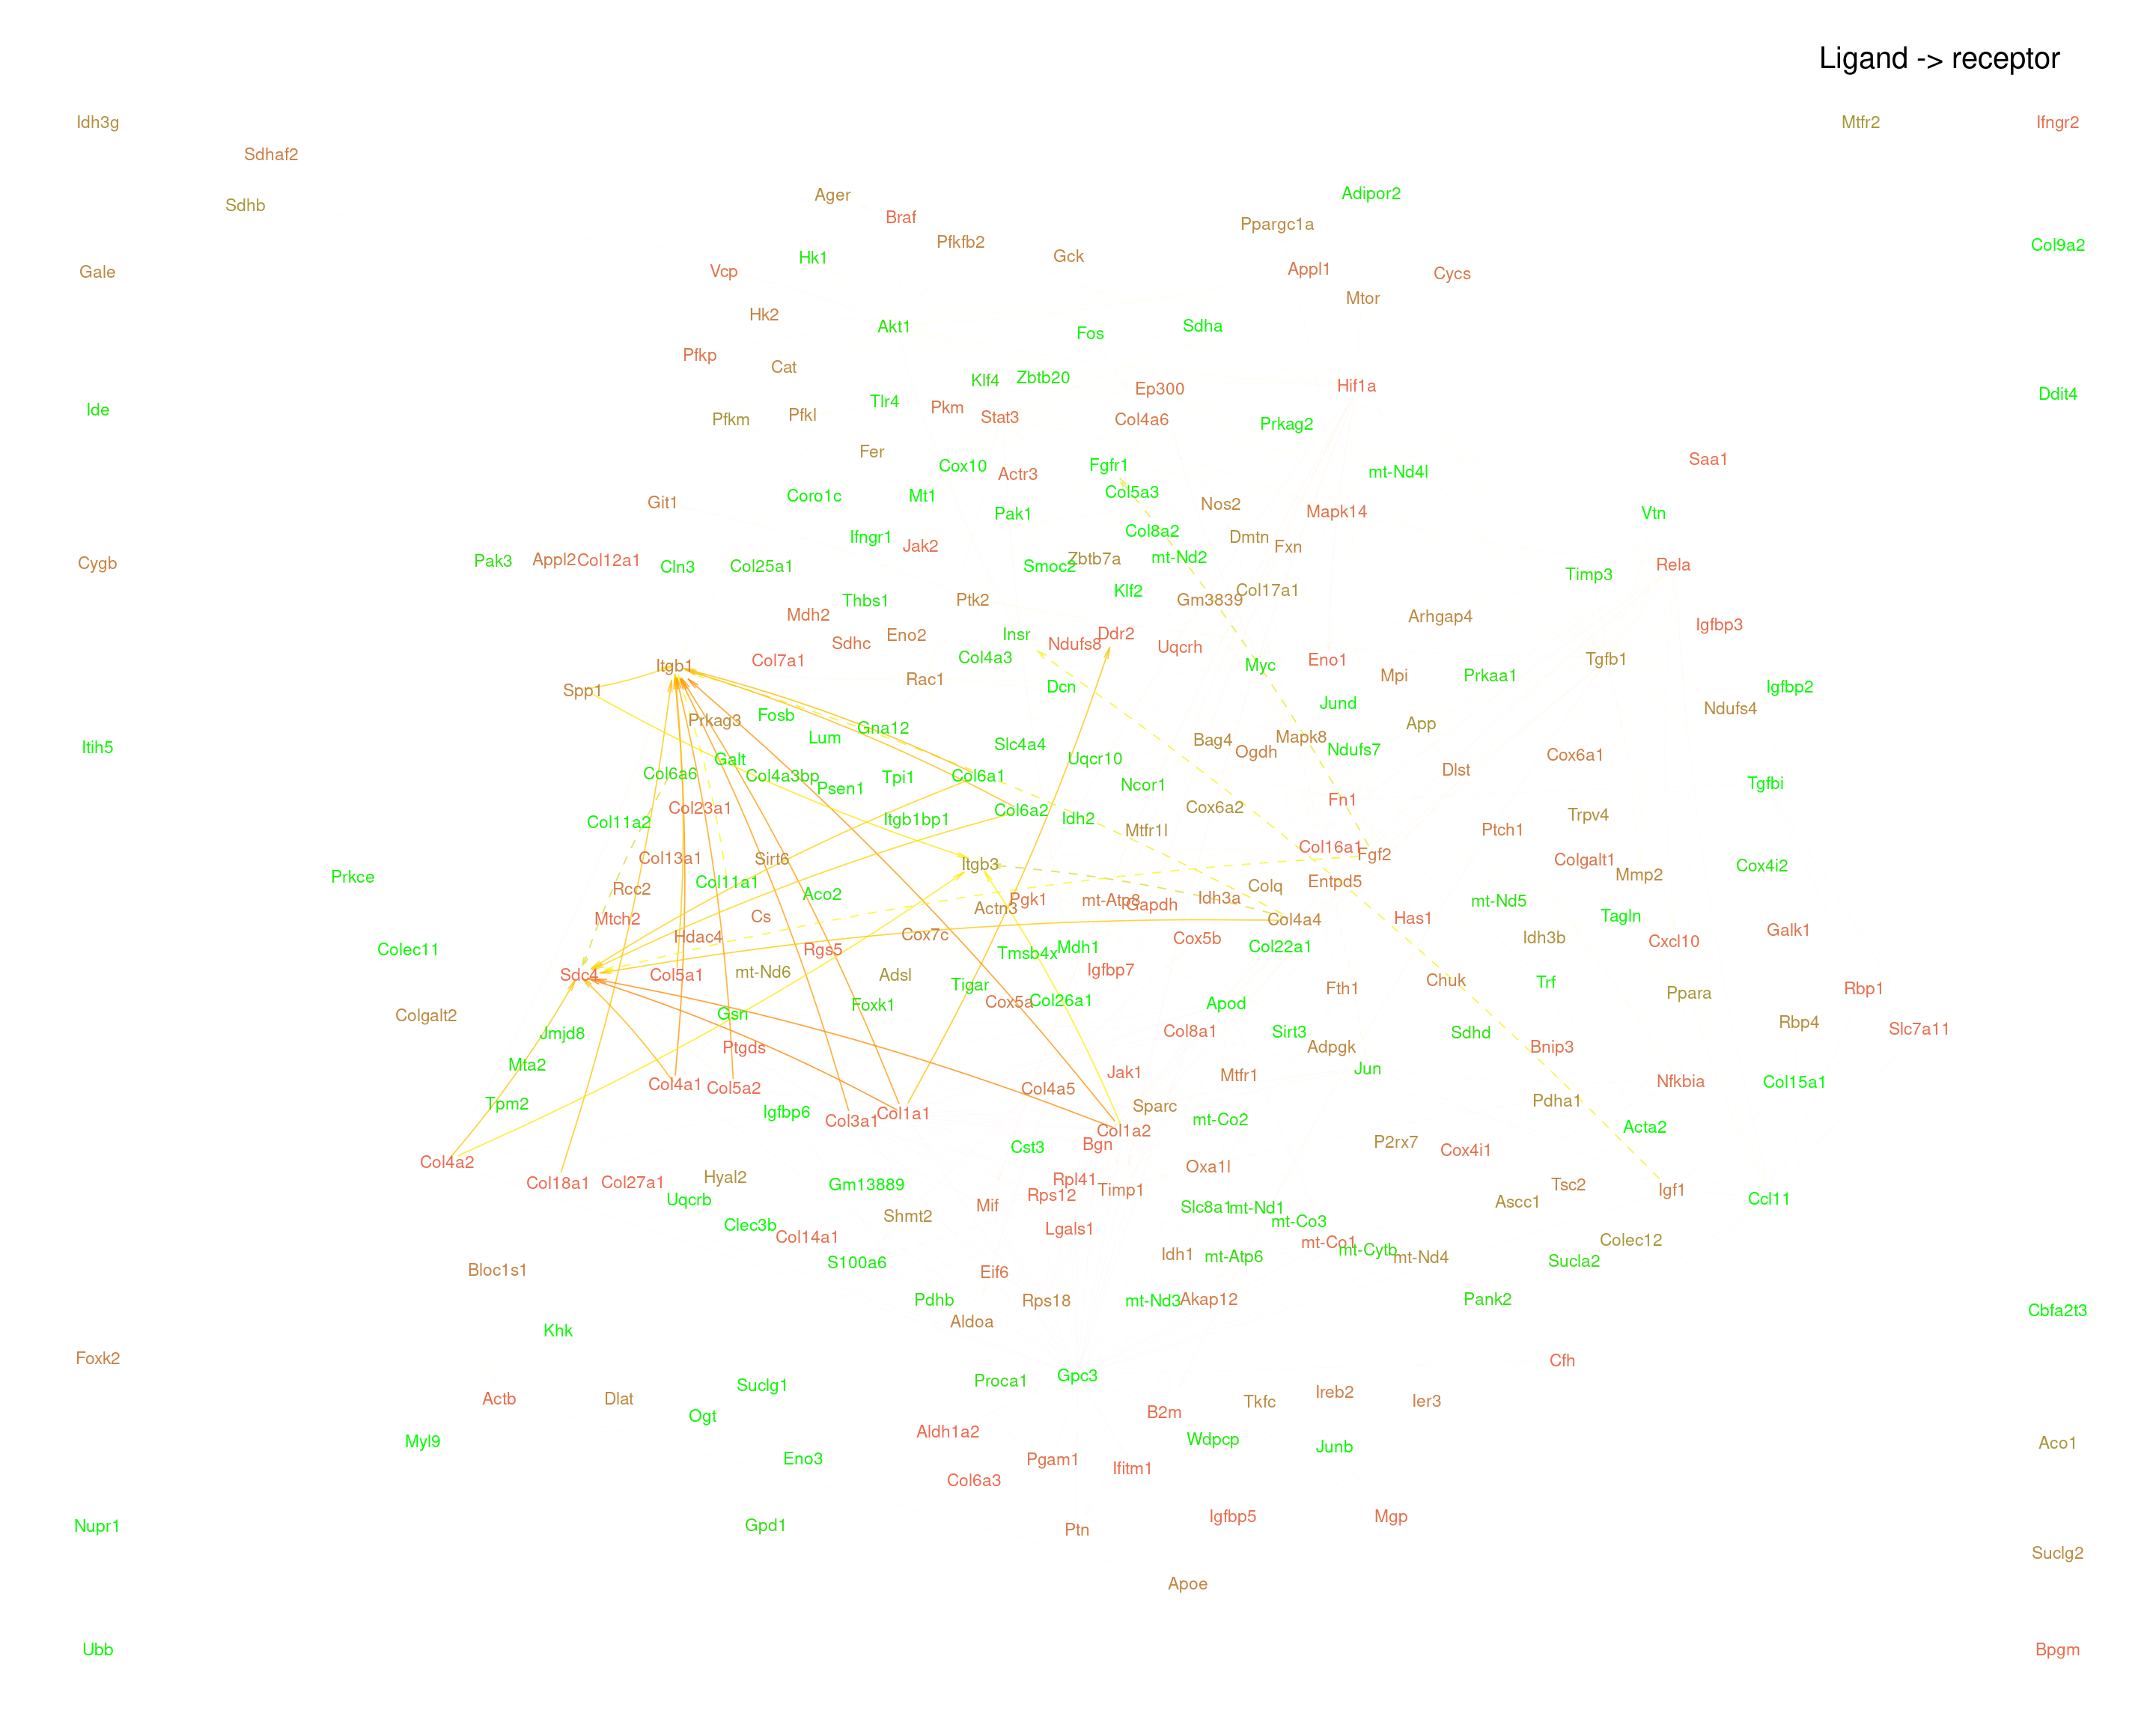 Ligand -> receptor
Idh3g
Mtfr2
Ifngr2
Sdhaf2
Ager
Adipor2
Sdhb
Braf
Ppargc1a
Pfkfb2
Col9a2
Gck
Hk1
Gale
Vcp
Appl1
Cycs
Mtor
Hk2
Akt1
Fos
Sdha
Pfkp
Cat
Klf4
Zbtb20
Ep300
Hif1a
Ddit4
Ide
Tlr4
Pkm
Pfkl
Pfkm
Stat3
Col4a6
Prkag2
Fer
Saa1
Cox10
Fgfr1
Actr3
mt-Nd4l
Coro1c
Mt1
Col5a3
Git1
Nos2
Pak1
Mapk14
Vtn
Col8a2
Ifngr1
Dmtn
Jak2
Fxn
Cygb
Pak3
Appl2
Col12a1
Cln3
Col25a1
Smoc2
Zbtb7a
mt-Nd2
Rela
Timp3
Klf2
Col17a1
Thbs1
Ptk2
Gm3839
Mdh2
Arhgap4
Igfbp3
Sdhc
Eno2
Insr
Ndufs8
Ddr2
Uqcrh
Itgb1
Col7a1
Col4a3
Eno1
Tgfb1
Myc
Spp1
Rac1
Dcn
Mpi
Prkaa1
Igfbp2
Jund
Ndufs4
Prkag3
Fosb
App
Gna12
Lum
Slc4a4
Bag4
Mapk8
Itih5
Ogdh
Ndufs7
Galt
Uqcr10
Cox6a1
Col6a6
Col4a3bp
Tpi1
Col6a1
Dlst
Psen1
Ncor1
Tgfbi
Col23a1
Col6a2
Cox6a2
Fn1
Col11a2
Itgb1bp1
Idh2
Trpv4
Mtfr1l
Ptch1
Col13a1
Sirt6
Itgb3
Col16a1
Fgf2
Colgalt1
Cox4i2
Prkce
Rcc2
Col11a1
Aco2
Colq
Entpd5
Mmp2
Pgk1
mt-Atp8
Gapdh
Idh3a
mt-Nd5
Actn3
Mtch2
Cs
Col4a4
Has1
Tagln
Galk1
Hdac4
Cox7c
Cox5b
Idh3b
Cxcl10
Colec11
Rgs5
Tmsb4x
Mdh1
Col22a1
Sdc4
Col5a1
mt-Nd6
Adsl
Igfbp7
Chuk
Trf
Tigar
Fth1
Rbp1
Foxk1
Cox5a
Col26a1
Apod
Ppara
Colgalt2
Gsn
Rbp4
Jmjd8
Col8a1
Sirt3
Sdhd
Slc7a11
Ptgds
Adpgk
Bnip3
Mta2
Jak1
Mtfr1
Jun
Col4a1
Col5a2
Col4a5
Nfkbia
Col15a1
Tpm2
Igfbp6
Col3a1
Col1a1
Sparc
mt-Co2
Pdha1
Col1a2
Bgn
P2rx7
Acta2
Cst3
Cox4i1
Col4a2
Oxa1l
Col18a1
Col27a1
Hyal2
Gm13889
Rpl41
Rps12
Timp1
Tsc2
Igf1
Uqcrb
Mif
Slc8a1
mt-Nd1
Ascc1
Ccl11
Clec3b
Shmt2
Lgals1
mt-Co3
Col14a1
mt-Co1
mt-Cytb
mt-Nd4
Colec12
Idh1
mt-Atp6
Bloc1s1
S100a6
Eif6
Sucla2
Pdhb
Rps18
mt-Nd3
Akap12
Pank2
Cbfa2t3
Khk
Aldoa
Foxk2
Cfh
Suclg1
Proca1
Gpc3
Actb
Dlat
Ireb2
Tkfc
Ier3
Ogt
B2m
Myl9
Aldh1a2
Wdpcp
Junb
Aco1
Eno3
Pgam1
Ifitm1
Col6a3
Igfbp5
Mgp
Nupr1
Gpd1
Ptn
Suclg2
Apoe
Ubb
Bpgm